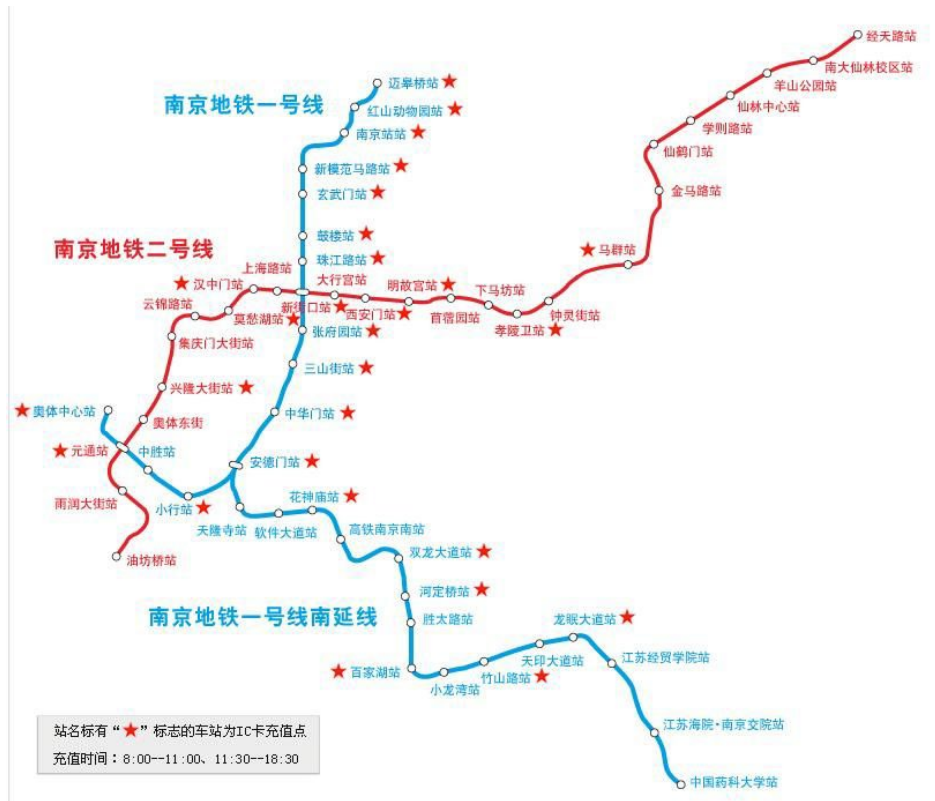 经天路站
南大仙林校区站
羊山公园站
仙林中心站
学则路站
仙鹤门站
金马路站
★ 马群站
迈皋桥站 ★
南京地铁一号线
红山动物园站 ★
南京站站 ★
新模范马路站 ★
玄武门站 ★
鼓楼站 ★
南京地铁二号线
珠江路站 ★
上海路站
大行宫站
★ 汉中门站
明故宫站 ★
下马坊站
云锦路站
新街口站 ★
西安门站 ★
苜蓿园站
钟灵街站
莫愁湖站 ★
张府园站 ★
孝陵卫站 ★
集庆门大街站
三山街站 ★
兴隆大街站 ★
★ 奥体中心站
中华门站 ★
奥体东街
★ 元通站
中胜站
安德门站 ★
雨润大街站
小行站 ★
花神庙站 ★
天隆寺站
软件大道站
高铁南京南站
油坊桥站
双龙大道站 ★
河定桥站 ★
南京地铁一号线南延线
胜太路站
龙眠大道站 ★
★ 百家湖站
天印大道站
江苏经贸学院站
小龙湾站
竹山路站 ★
江苏海院·南京交院站
中国药科大学站
站名标有“★”标志的车站为IC卡充值点
充值时间：8:00--11:00、11:30--18:30